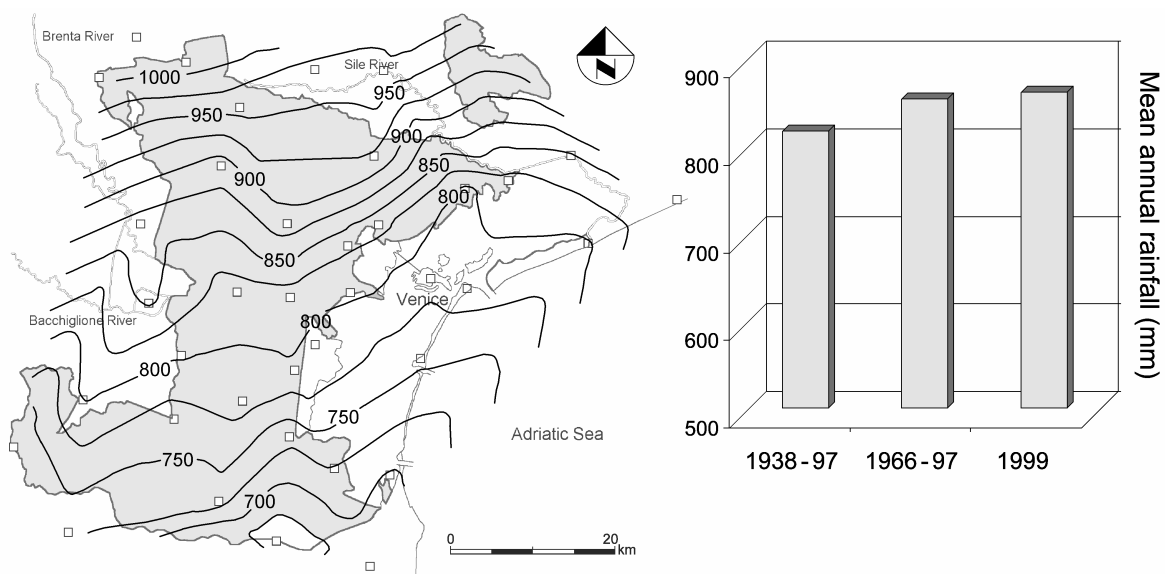 Brenta River
1000
Sile River
950
950
900
850
900
800
850
Venice
800
Bacchiglione River
800
750
Adriatic Sea
750
700
0
20
km
N
900
800
700
600
500
1938 - 97
1966 - 97
1999
Mean annual rainfall (mm)